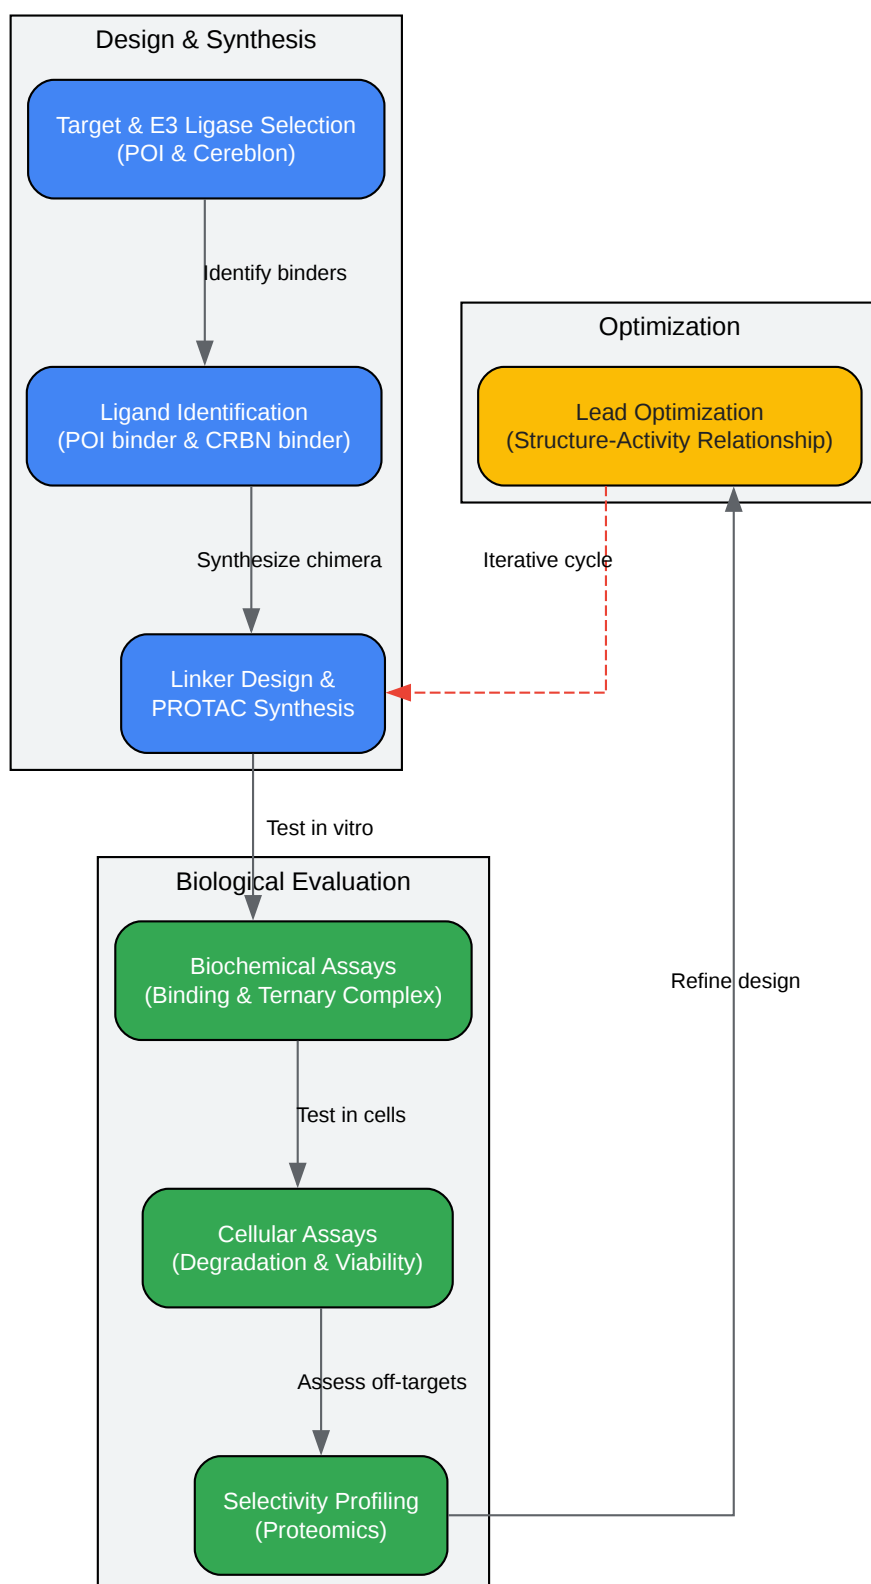 Design & Synthesis
Target & E3 Ligase Selection
(POI & Cereblon)
Identify binders
Ligand Identification
(POI binder & CRBN binder)
Synthesize chimera
Linker Design &
PROTAC Synthesis
Optimization
Lead Optimization
(Structure-Activity Relationship)
Iterative cycle
Test in vitro
Biological Evaluation
Biochemical Assays
(Binding & Ternary Complex)
Test in cells
Cellular Assays
(Degradation & Viability)
Assess off-targets
Selectivity Profiling
(Proteomics)
Refine design